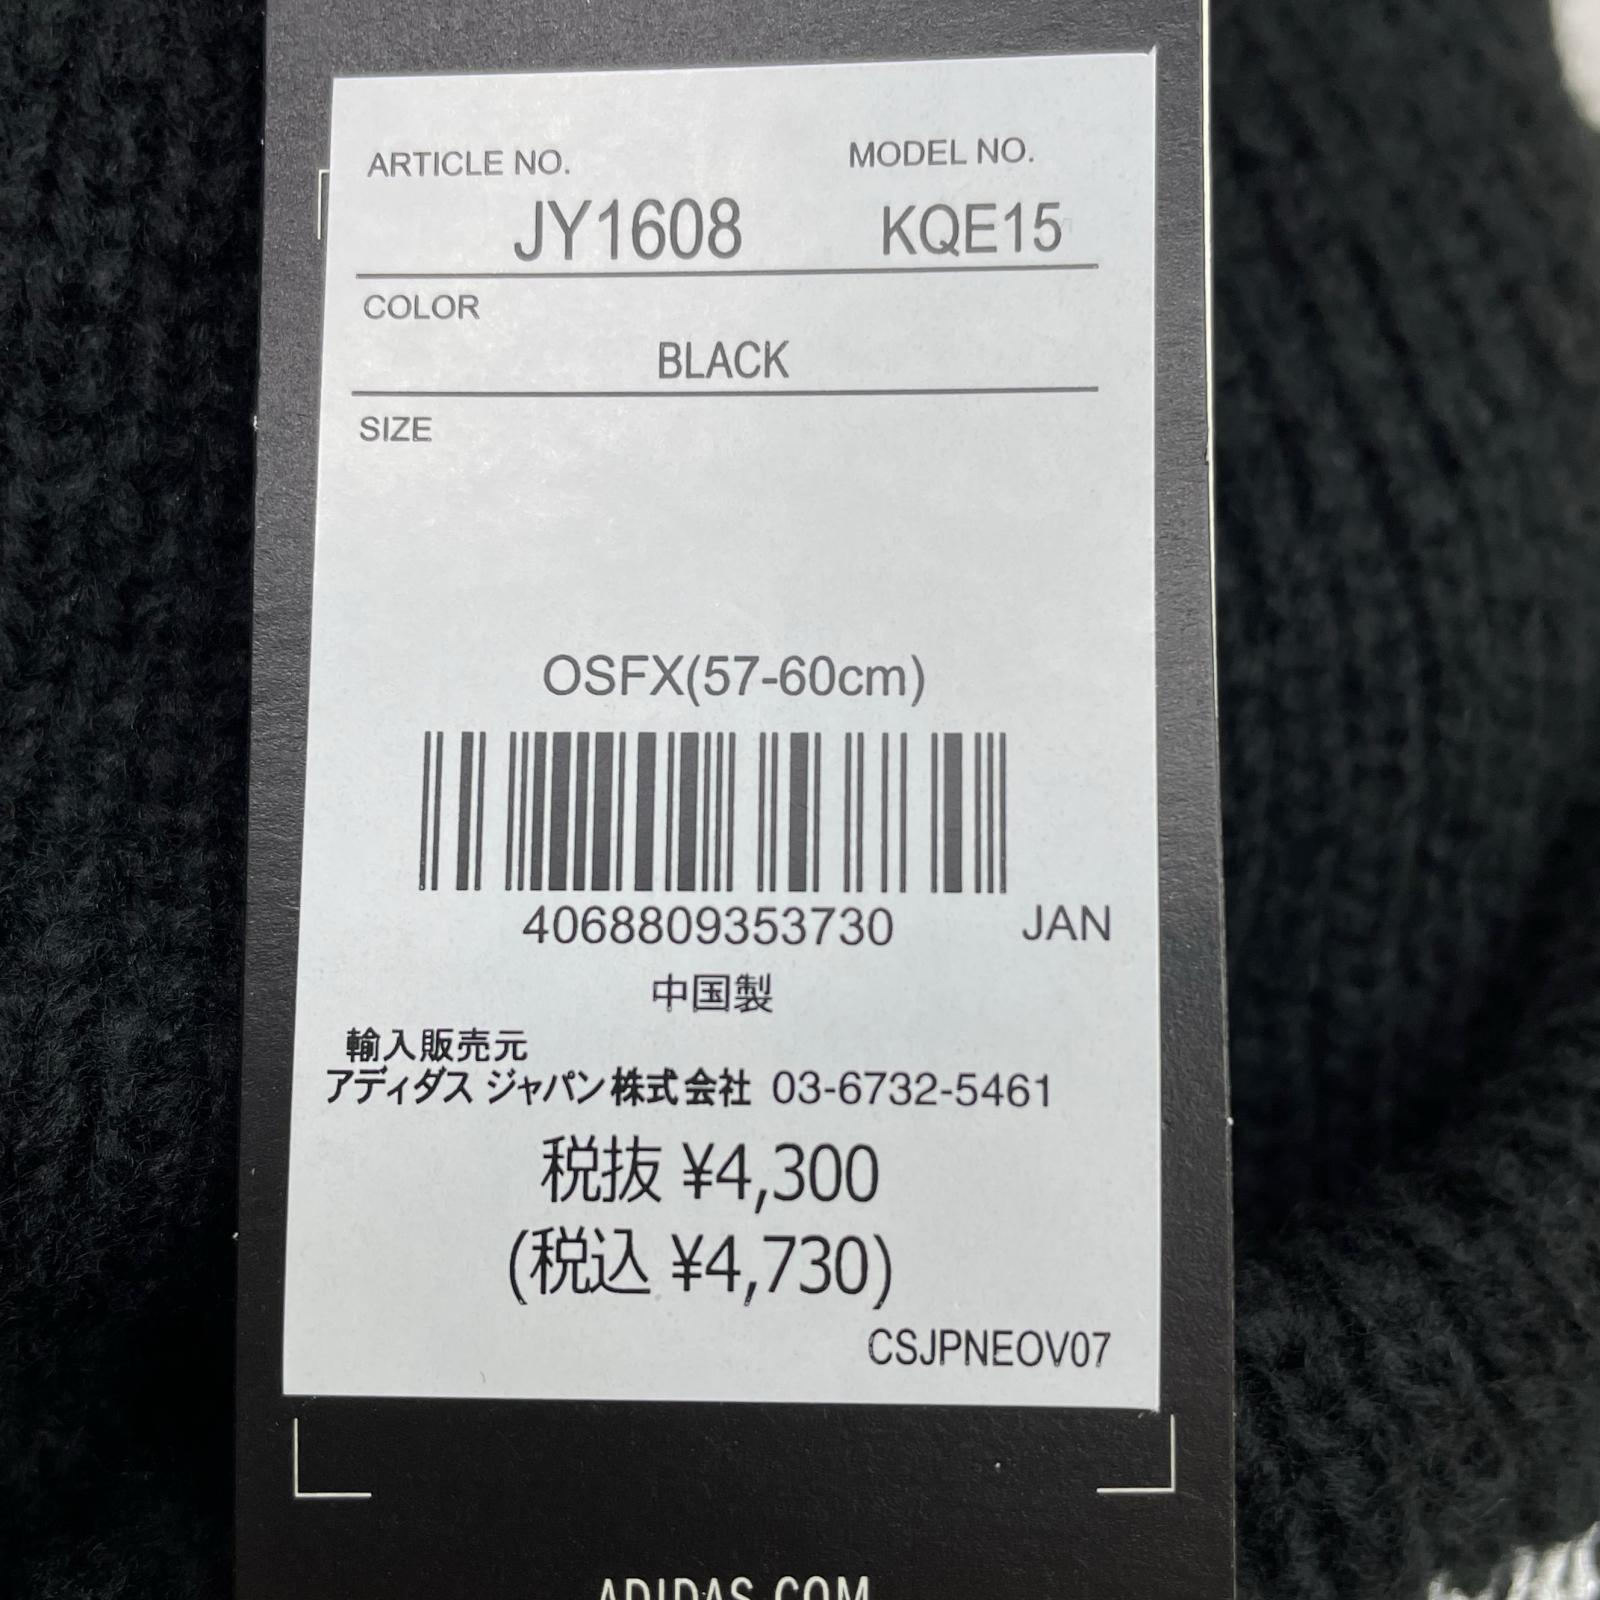 ARTICLE NO. MODEL NO.
JY1608 KQE15
COLOR
BLACK
SIZE
OSFX(57-60cm)
4068809353730 JAN
中国製
輸入販売元
アディダス ジャパン株式会社 03-6732-5461
税抜 ¥4,300
(税込 ¥4,730)
CSJPNEOV07
ADIDAS.COM